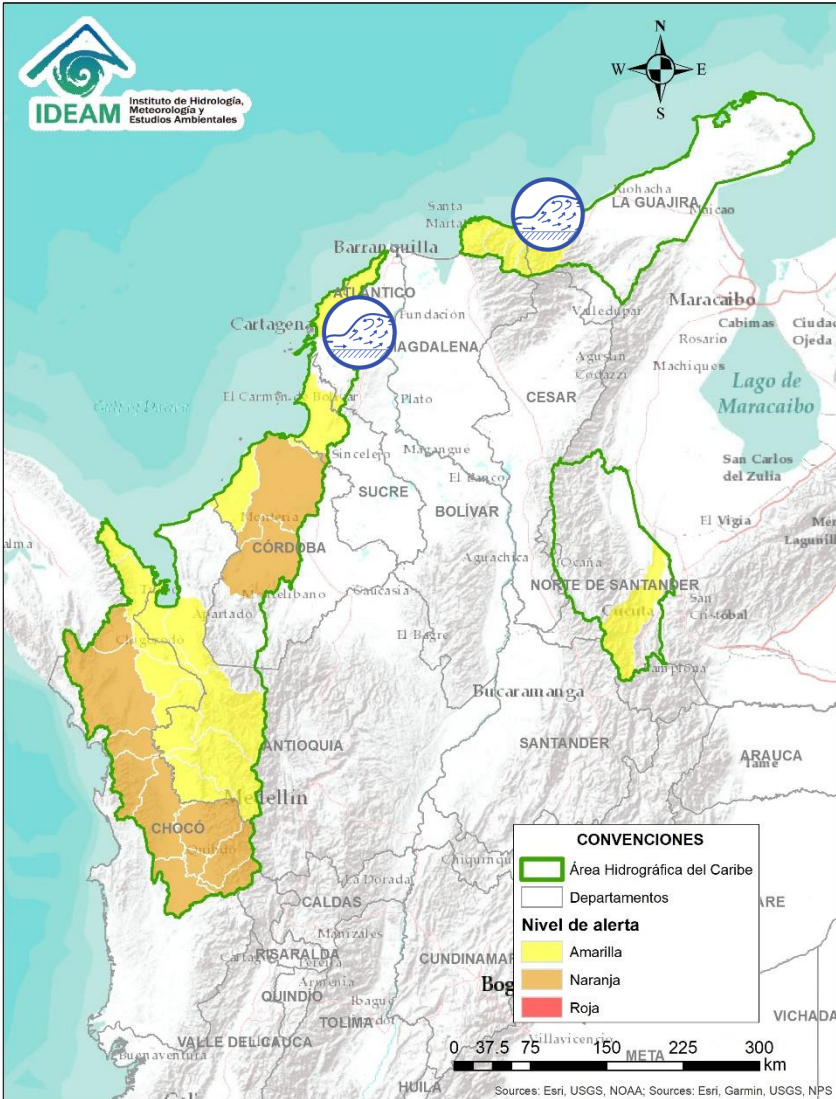 IDEAM
Instituto de Hidrología,
Meteorología y
Estudios Ambientales
N
W
E
S
Riohacha
LA GUAJIRA
Maicao
Santa
Marta
Barranquilla
ATLÁNTICO
Cartagena
Fundación
MAGDALENA
Valledupar
Maracaibo
Cabimas
Ciudad
Ojeda
Rosario
Machiques
Agustín
Codazzi
CESAR
Lago de
Maracaibo
El Carmen de Bolívar
Plato
Sincelejo
Magangué
El Banco
SUCRE
BOLÍVAR
San Carlos
del Zulia
El Vigía
Montería
CÓRDOBA
Aguachica
Ocaña
NORTE DE SANTANDER
Cúcuta
San
Cristóbal
Montelíbano
Caucasia
Apartadó
El Bagre
Chigorodó
Pamplona
Bucaramanga
SANTANDER
ANTIOQUIA
ARAUCA
Tame
Medellín
CHOCÓ
Quibdó
La Dorada
CALDAS
Manizales
RISARALDA
Pereira
Armenia
QUINDÍO
Ibagué
TOLIMA
VALLE DEL CAUCA
Buenaventura
HUILA
Villavicencio
META
VICHADA
CONVENCIONES
Área Hidrográfica del Caribe
Departamentos
Nivel de alerta
Amarilla
Naranja
Roja
0 37.5 75 150 225 300
km
Sources: Esri, USGS, NOAA; Sources: Esri, Garmin, USGS, NPS